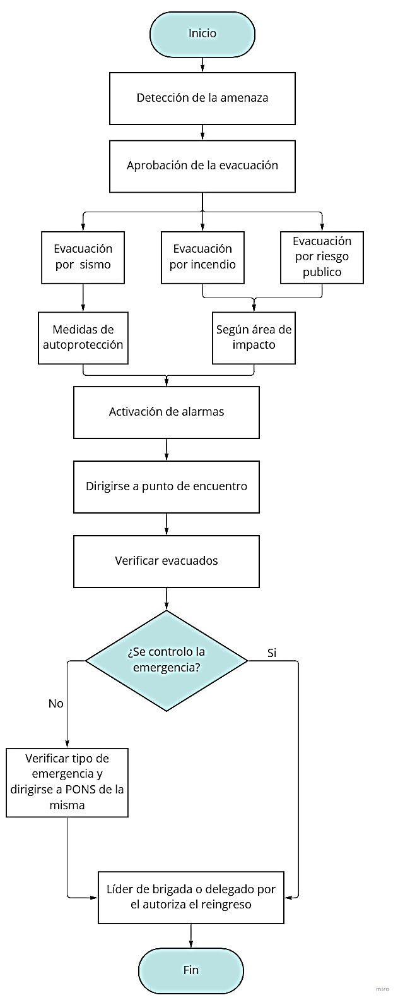 Inicio
Detección de la amenaza
Aprobación de la evacuación
Evacuación
por sismo
Evacuación
por incendio
Evacuación
por riesgo
publico
Medidas de
autoprotección
Según área de
impacto
Activación de alarmas
Dirigirse a punto de encuentro
Verificar evacuados
¿Se controlo la
emergencia?
Si
No
Verificar tipo de
emergencia y
dirigirse a PONS de la
misma
Líder de brigada o delegado por
el autoriza el reingreso
Fin
miro